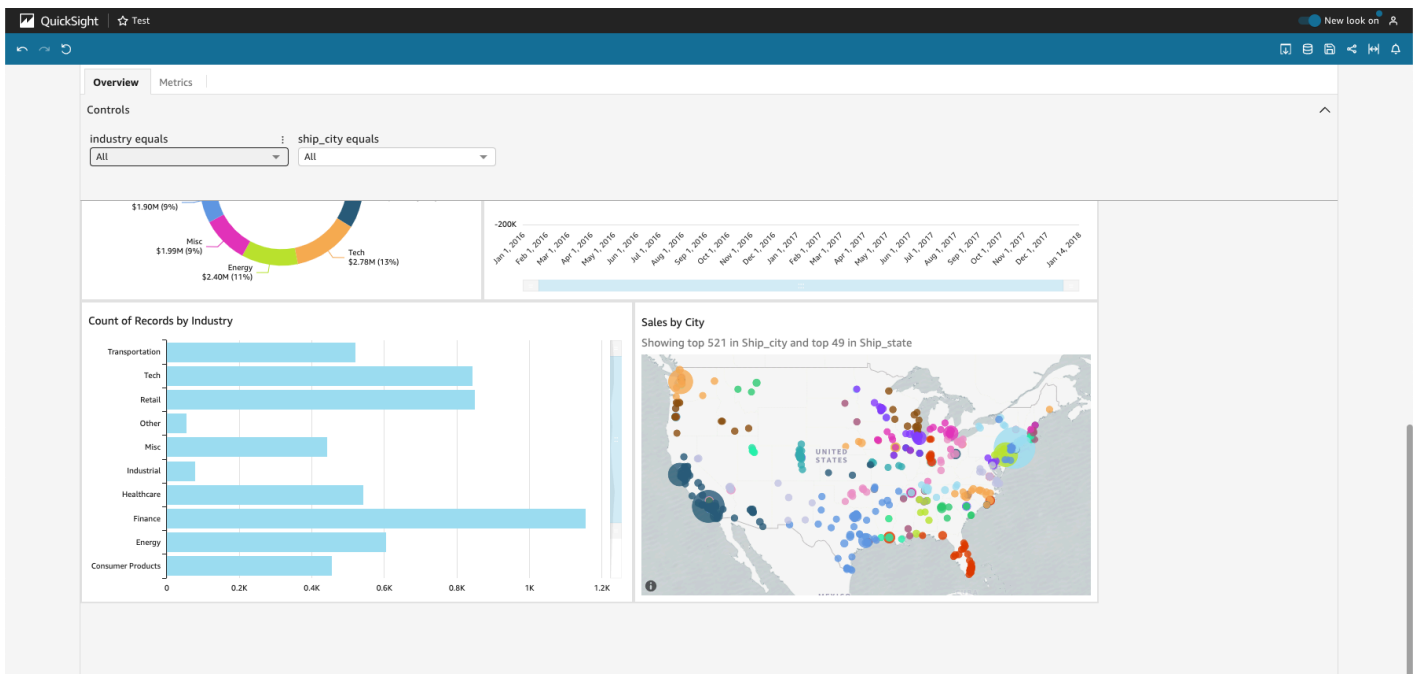 QuickSight
Test
New look on
Overview
Metrics
Controls
industry equals
ship_city equals
All
All
$1.90M (9%)
Misc
$1.99M (9%)
Energy
$2.40M (11%)
Tech
$2.78M (13%)
-200K
Jan 1, 2016
Feb 1, 2016
Mar 1, 2016
Apr 1, 2016
May 1, 2016
Jun 1, 2016
Jul 1, 2016
Aug 1, 2016
Sep 1, 2016
Oct 1, 2016
Nov 1, 2016
Dec 1, 2016
Jan 1, 2017
Feb 1, 2017
Mar 1, 2017
Apr 1, 2017
May 1, 2017
Jun 1, 2017
Jul 1, 2017
Aug 1, 2017
Sep 1, 2017
Oct 1, 2017
Nov 1, 2017
Dec 1, 2017
Jan 14, 2018
Count of Records by Industry
Transportation
Tech
Retail
Other
Misc
Industrial
Healthcare
Finance
Energy
Consumer Products
0
0.2K
0.4K
0.6K
0.8K
1K
1.2K
Sales by City
Showing top 521 in Ship_city and top 49 in Ship_state
UNITED
STATES